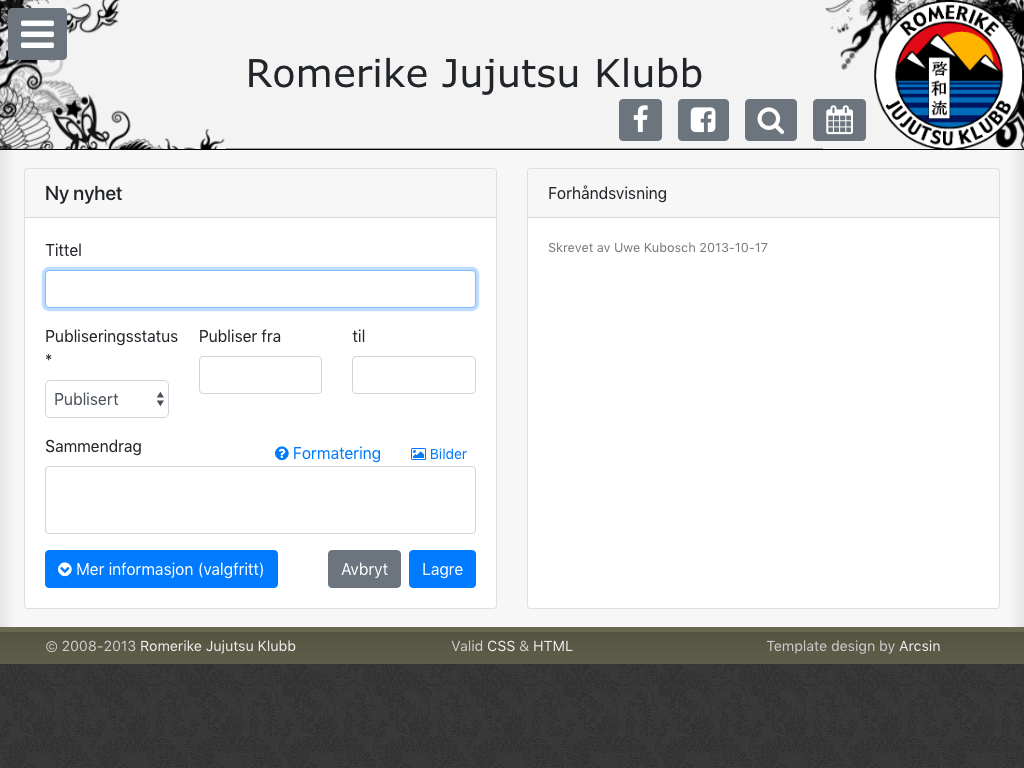 Romerike Jujutsu Klubb
ROMERIKE
啓和流
JUJUTSU KLUBB
Ny nyhet
Forhåndsvisning
Tittel
Skrevet av Uwe Kubosch 2013-10-17
Publiseringsstatus *
Publiser fra
til
Publisert
Sammendrag
Formatering
Bilder
Mer informasjon (valgfritt)
Avbryt
Lagre
© 2008-2013 Romerike Jujutsu Klubb
Valid CSS & HTML
Template design by Arcsin